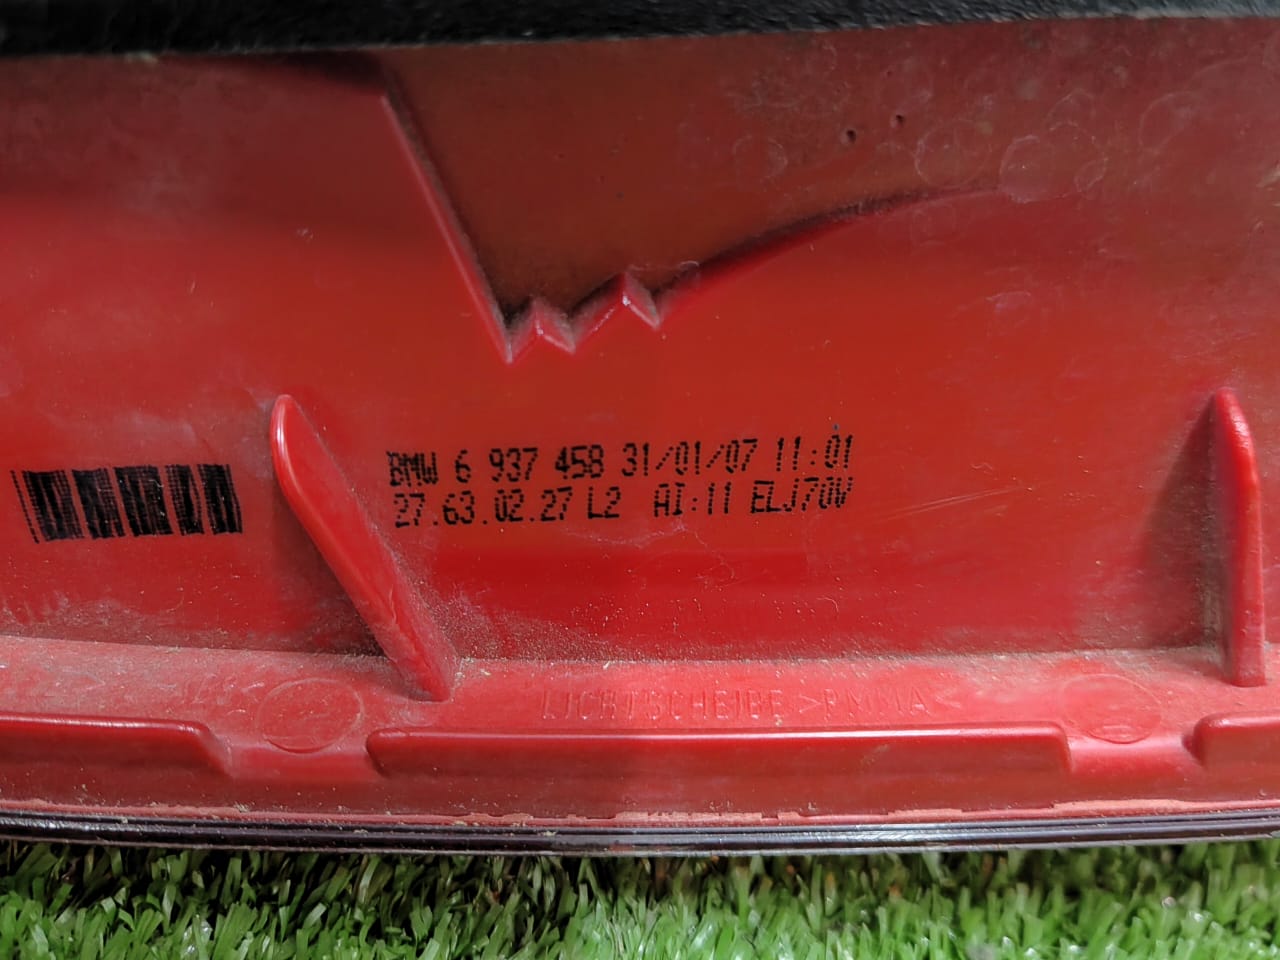 BMW 6 937 458 31/01/07 11:01
27.63.02.27 L2 AI:11 ELJ70V
LICHTSCHEIBE >PMMA<